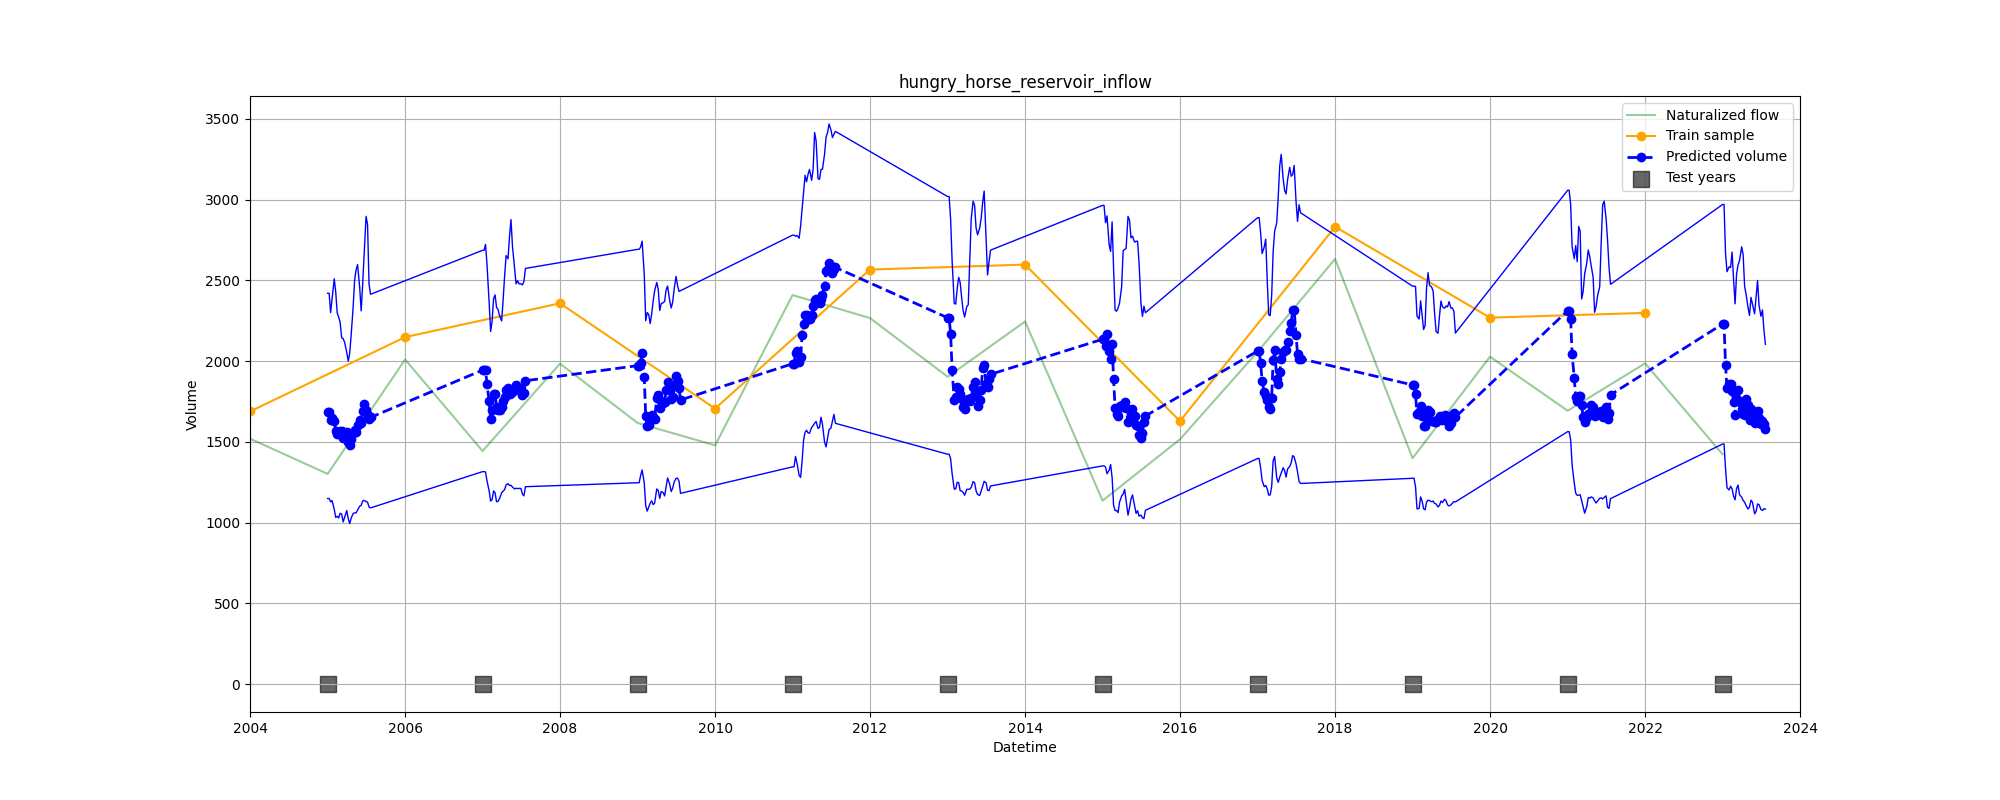 hungry_horse_reservoir_inflow
Naturalized flow
Train sample
Predicted volume
Test years
Volume
3500
3000
2500
2000
1500
1000
500
0
2004 2006 2008 2010 2012 2014 2016 2018 2020 2022 2024
Datetime